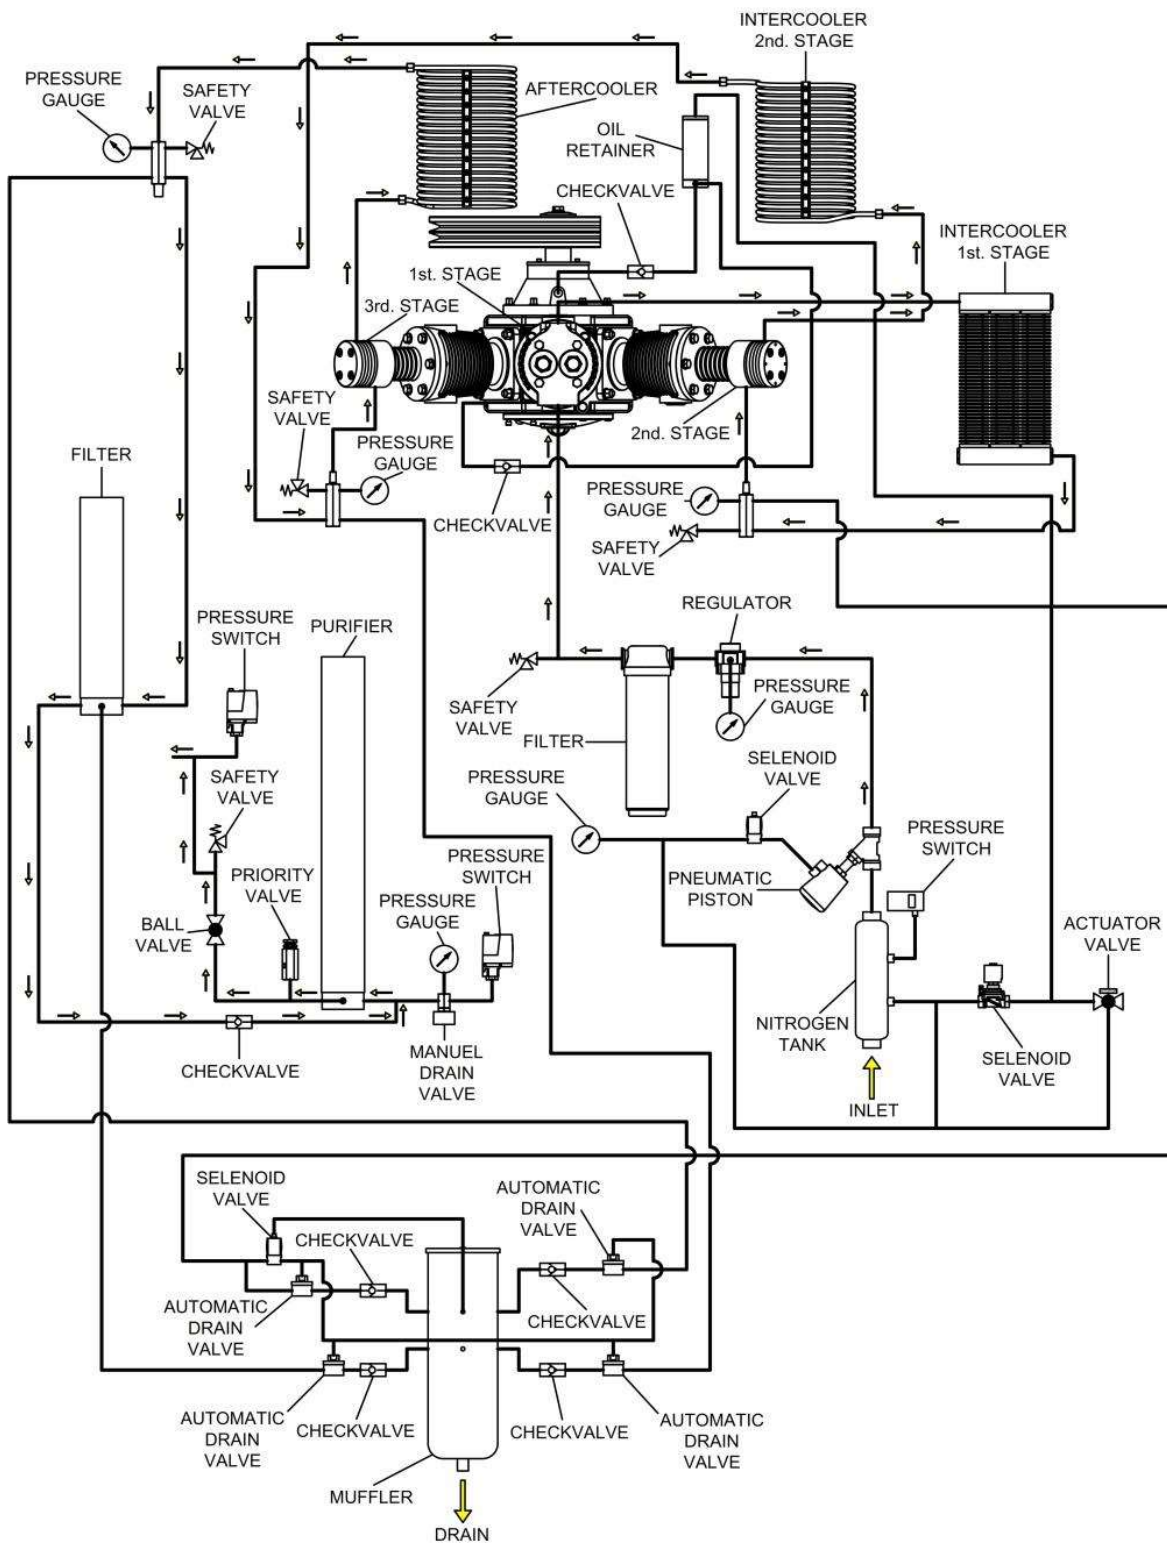 INTERCOOLER
2nd. STAGE
PRESSURE
GAUGE
SAFETY
VALVE
AFTERCOOLER
OIL
RETAINER
CHECKVALVE
INTERCOOLER
1st. STAGE
1st. STAGE
3rd. STAGE
SAFETY
VALVE
PRESSURE
GAUGE
2nd. STAGE
FILTER
CHECKVALVE
PRESSURE
GAUGE
SAFETY
VALVE
PRESSURE
SWITCH
PURIFIER
REGULATOR
SAFETY
VALVE
PRESSURE
GAUGE
FILTER
SELENOID
VALVE
PRESSURE
GAUGE
SAFETY
VALVE
PRESSURE
SWITCH
PRESSURE
SWITCH
PRIORITY
VALVE
PRESSURE
GAUGE
PNEUMATIC
PISTON
BALL
VALVE
ACTUATOR
VALVE
NITROGEN
TANK
CHECKVALVE
MANUEL
DRAIN
VALVE
SELENOID
VALVE
INLET
SELENOID
VALVE
AUTOMATIC
DRAIN
VALVE
CHECKVALVE
AUTOMATIC
DRAIN
VALVE
CHECKVALVE
AUTOMATIC
DRAIN
VALVE
CHECKVALVE
CHECKVALVE
AUTOMATIC
DRAIN
VALVE
MUFFLER
DRAIN